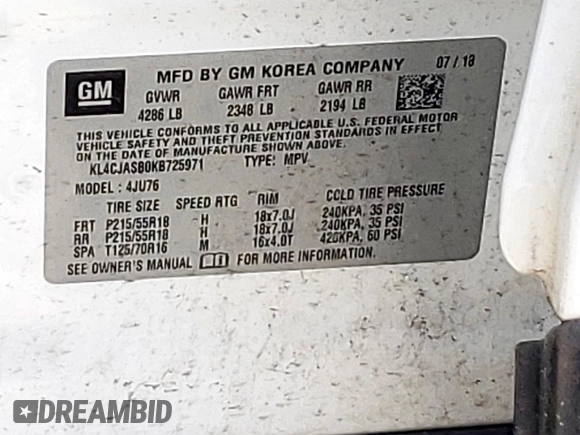 GM
MFD BY GM KOREA COMPANY 07/18
GVWR GAWR FRT GAWR RR
4286 LB 2348 LB 2194 LB
THIS VEHICLE CONFORMS TO ALL APPLICABLE U.S. FEDERAL MOTOR
VEHICLE SAFETY AND THEFT PREVENTION STANDARDS IN EFFECT
ON THE DATE OF MANUFACTURE SHOWN ABOVE.
KL4CJASB0KB725971 TYPE: MPV
MODEL: 4JU76
TIRE SIZE SPEED RTG RIM COLD TIRE PRESSURE
FRT P215/55R18 H 18x7.0J 240KPA, 35 PSI
RR P215/55R18 H 18x7.0J 240KPA, 35 PSI
SPA T125/70R16 M 16x4.0T 420KPA, 60 PSI
SEE OWNER'S MANUAL FOR MORE INFORMATION.
DREAMBID